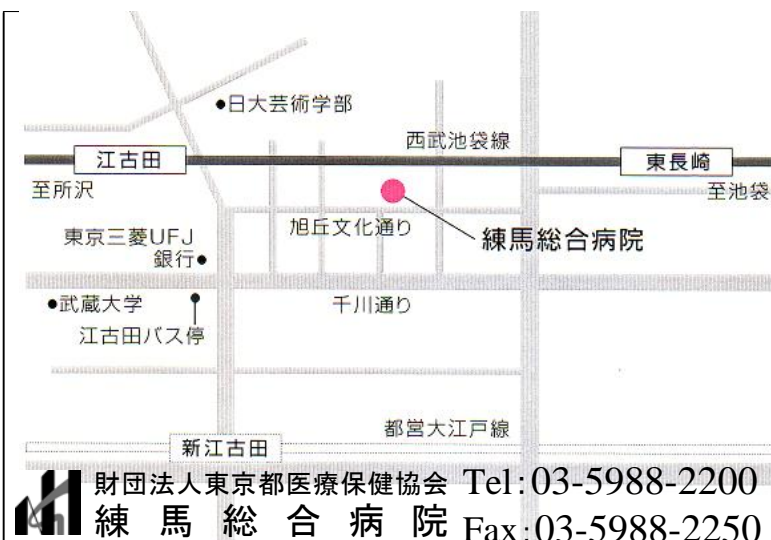 ●日大芸術学部
西武池袋線
江古田
東長崎
至所沢
至池袋
東京三菱UFJ
銀行●
旭丘文化通り
練馬総合病院
●武蔵大学
千川通り
江古田バス停
都営大江戸線
新江古田
財団法人東京都医療保健協会 Tel:03-5988-2200
練馬総合病院 Fax:03-5988-2250